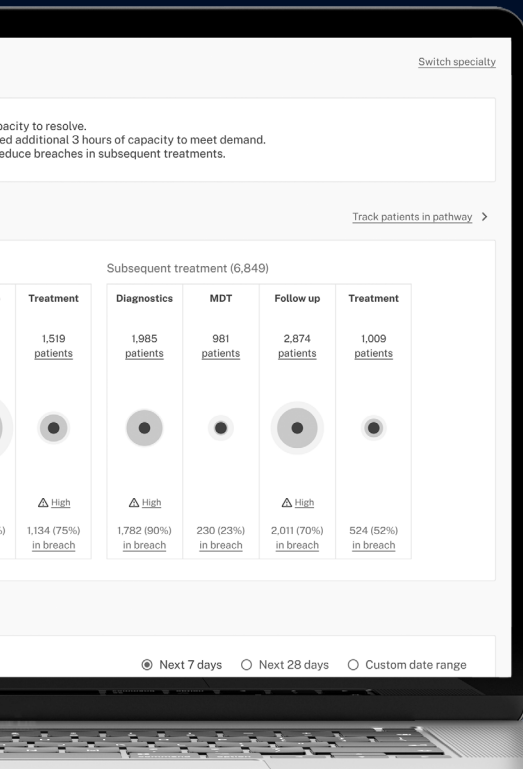 Switch specialty
pacity to resolve.
ed additional 3 hours of capacity to meet demand.
educe breaches in subsequent treatments.
Track patients in pathway
Subsequent treatment (6,849)
Treatment Diagnostics MDT Follow up Treatment
1,519 1,985 981 2,874 1,009
patients patients patients patients patients
High High High
%) 1,134 (75%) 1,782 (90%) 230 (23%) 2,011 (70%) 524 (52%)
in breach in breach in breach in breach in breach
Next 7 days Next 28 days Custom date range